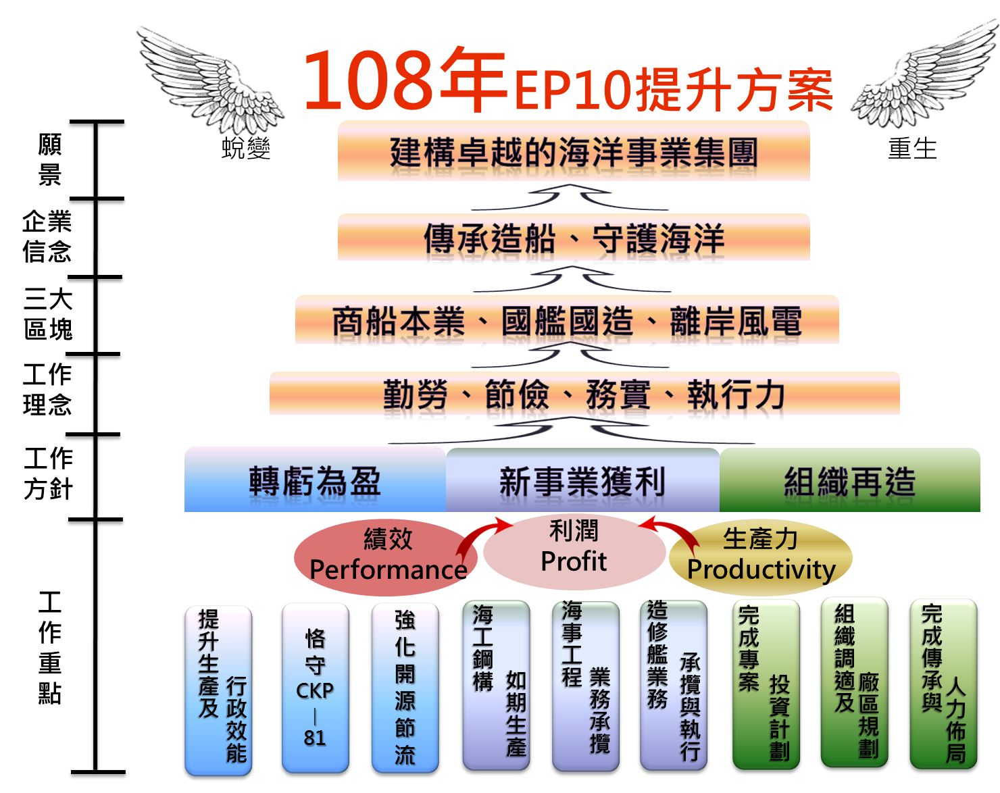 108年EP10提升方案
蛻變
重生
願
景
建構卓越的海洋事業集團
企業
信念
傳承造船、守護海洋
三大
區塊
商船本業、國艦國造、離岸風電
工作
理念
勤勞、節儉、務實、執行力
工作
方針
轉虧為盈
新事業獲利
組織再造
績效
Performance
利潤
Profit
生產力
Productivity
工
作
重
點
提升生產及
行政效能
恪
守
CKP
|
81
強化開源節流
海工鋼構
如期生產
海事工程
業務承攬
造修艦業務
承攬與執行
完成專案
投資計劃
組織調適及
廠區規劃
完成傳承與
人力佈局